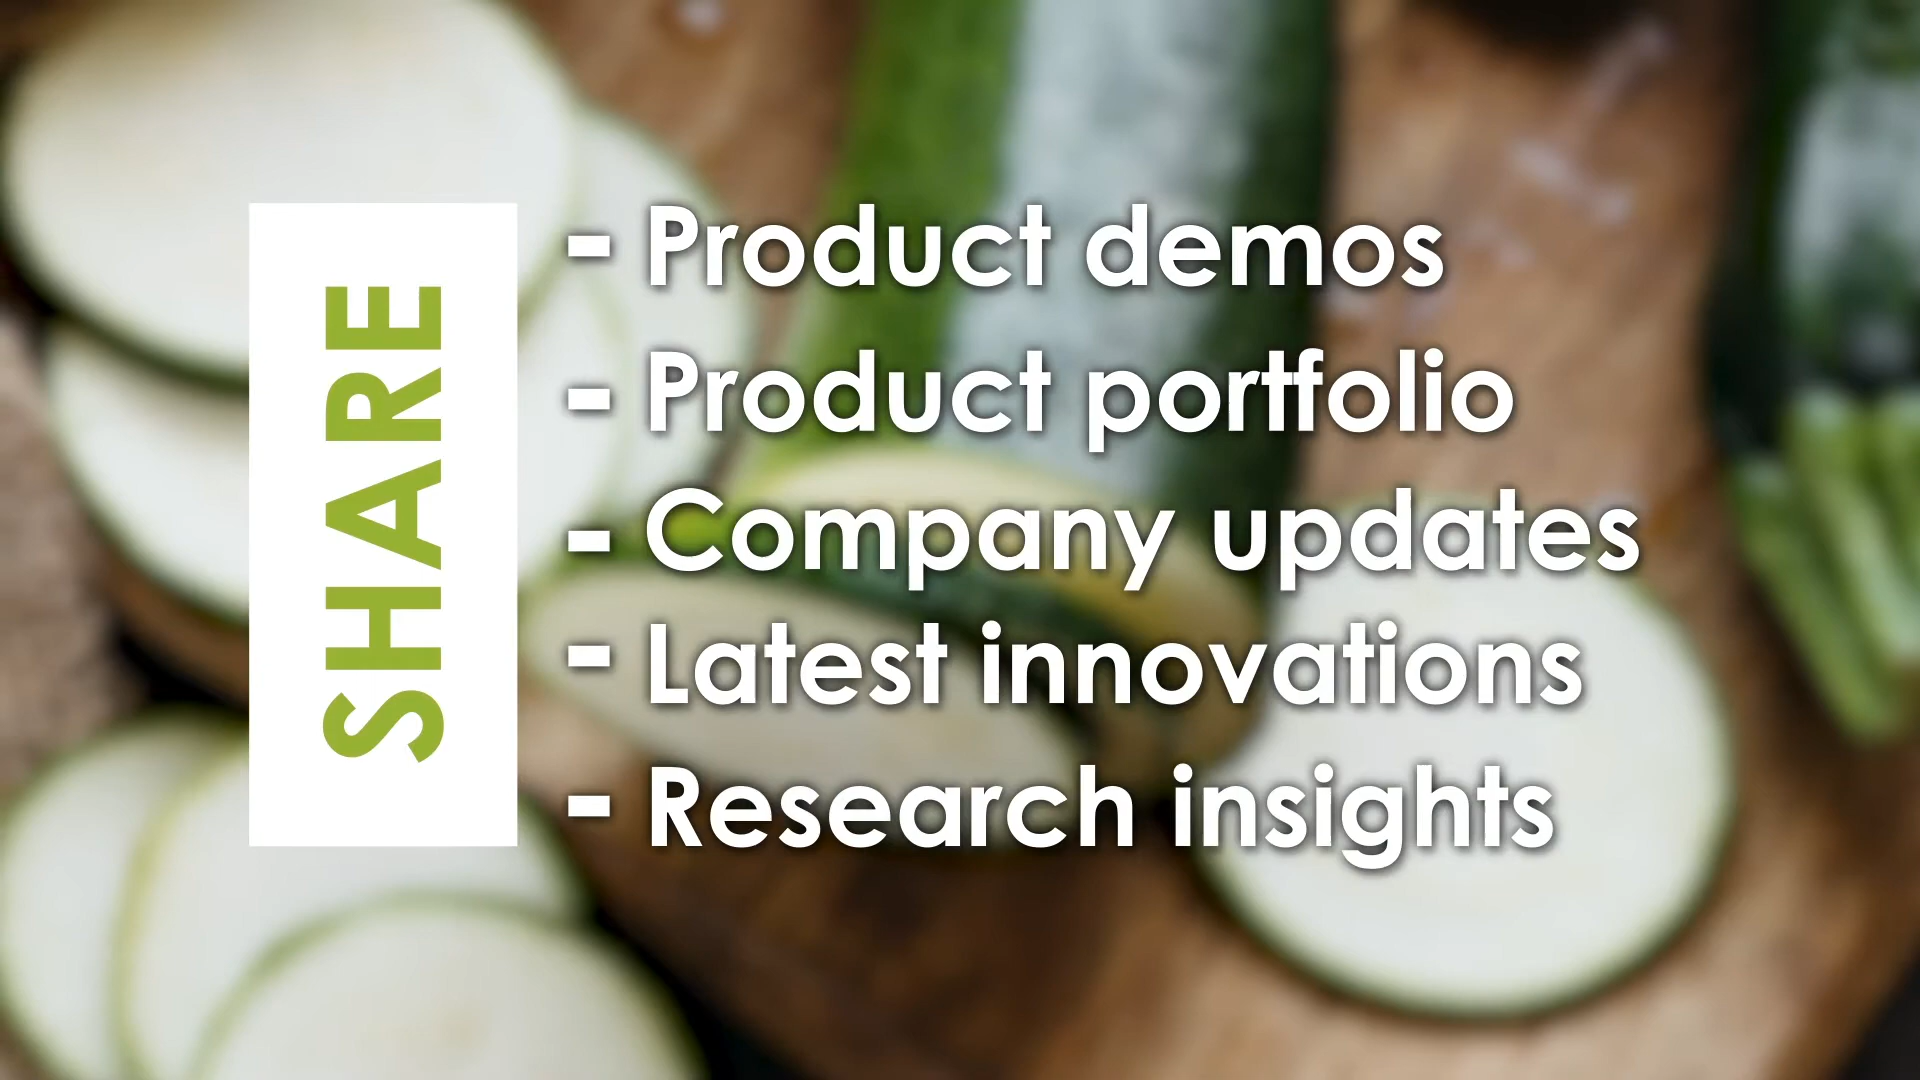 SHARE
- Product demos
- Product portfolio
- Company updates
- Latest innovations
- Research insights